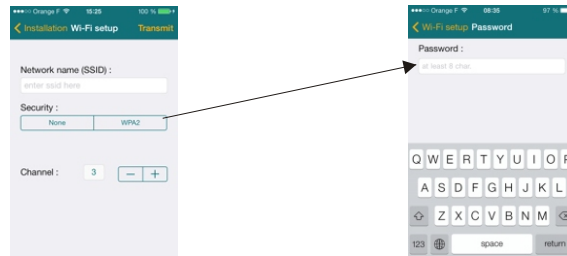 Orange F 15:25 100 %
Installation Wi-Fi setup Transmit
Network name (SSID) :
enter ssid here
Security :
None WPA2
Channel : 3 - +
Orange F 08:35 97 %
Wi-Fi setup Password
Password :
at least 8 char.
Q W E R T Y U I O P
A S D F G H J K L
Z X C V B N M
123 space return